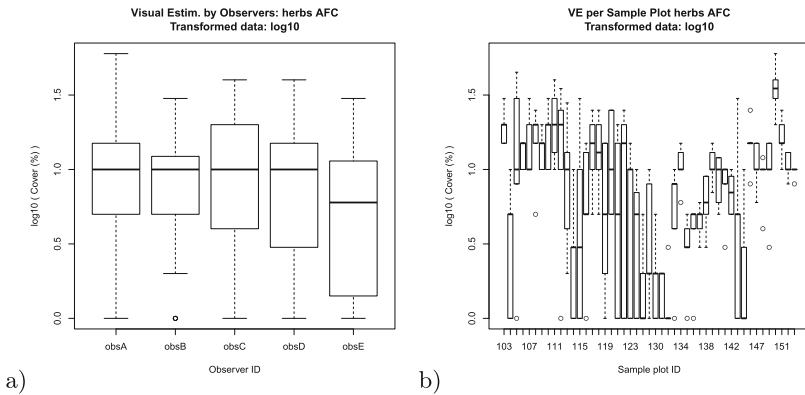 Visual Estim. by Observers: herbs AFC
Transformed data: log10
log10 ( Cover (%) )
1.5
1.0
0.5
0.0
obsA obsB obsC obsD obsE
Observer ID
a)
VE per Sample Plot herbs AFC
Transformed data: log10
log10 ( Cover (%) )
1.5
1.0
0.5
0.0
103 107 111 115 119 123 130 134 138 142 147 151
Sample plot ID
b)